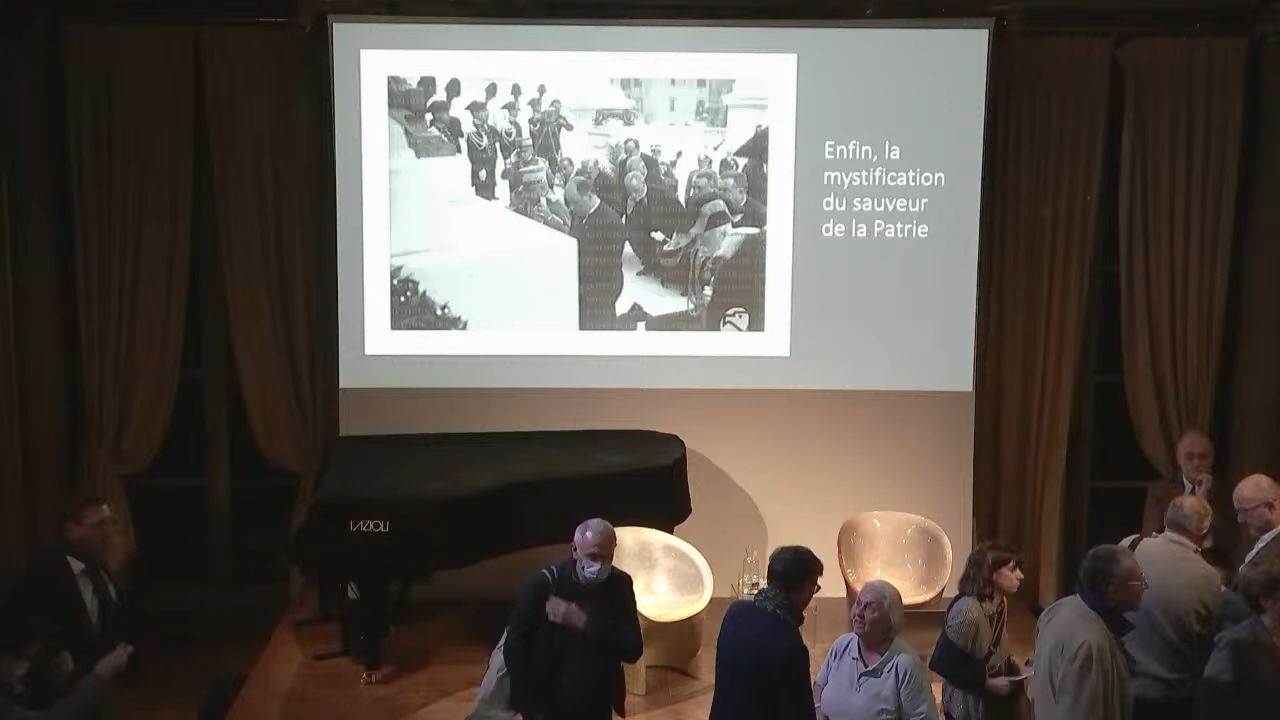 Enfin, la
mystification
du sauveur
de la Patrie
FAZIOLI